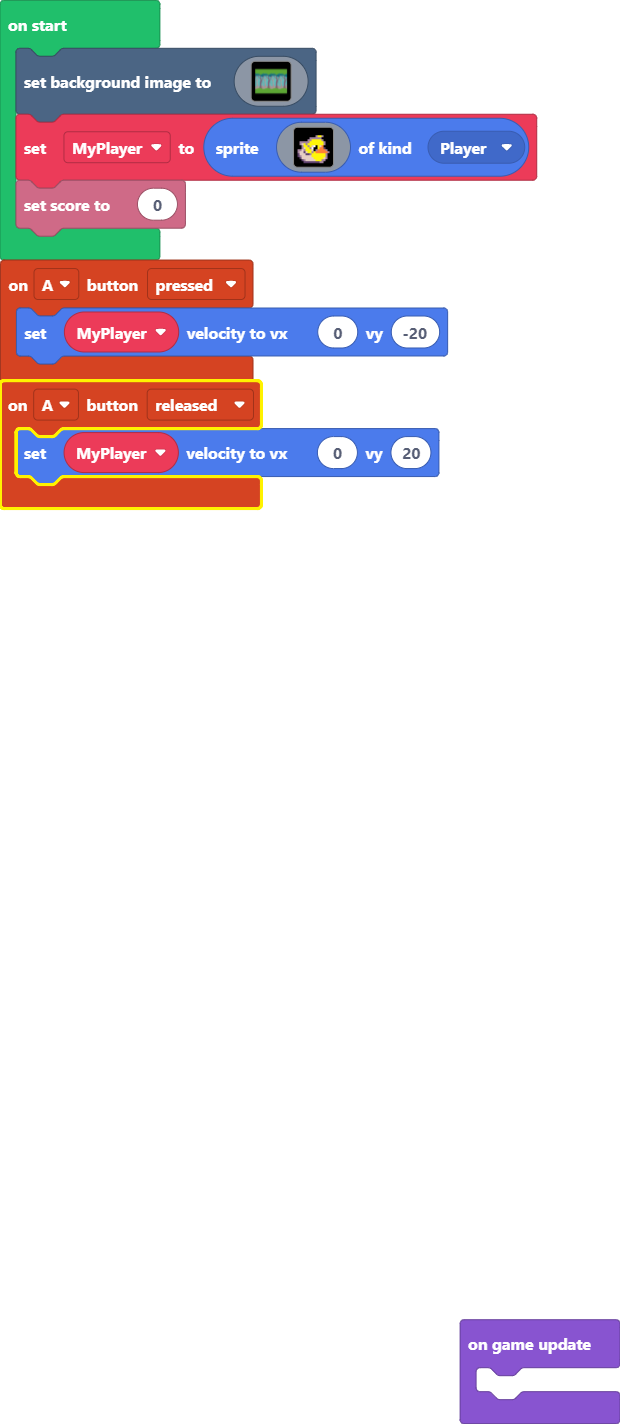 on start
set background image to
set MyPlayer to sprite of kind Player
set score to 0
on A button pressed
set MyPlayer velocity to vx 0 vy -20
on A button released
set MyPlayer velocity to vx 0 vy 20
on game update